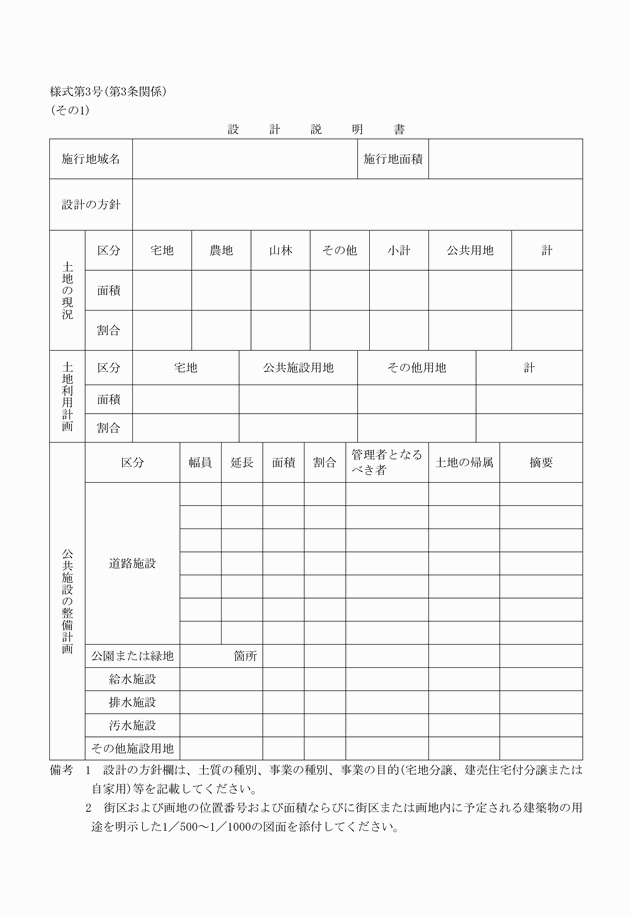 様式第3号(第3条関係)
(その1)
設計説明書
施行地域名 施行地面積
設計の方針
土地の現況
区分 宅地 農地 山林 その他 小計 公共用地 計
面積
割合
土地利用計画
区分 宅地 公共施設用地 その他用地 計
面積
割合
公共施設の整備計画
区分 幅員 延長 面積 割合 管理者となる 土地の帰属 摘要
べき者
道路施設
公園または緑地 箇所
給水施設
排水施設
汚水施設
その他施設用地
備考 1 設計の方針欄は、土質の種別、事業の種別、事業の目的(宅地分譲、建売住宅付分譲または
自家用)等を記載してください。
2 街区および画地の位置番号および面積ならびに街区または画地内に予定される建築物の用
途を明示した1/500~1/1000の図面を添付してください。